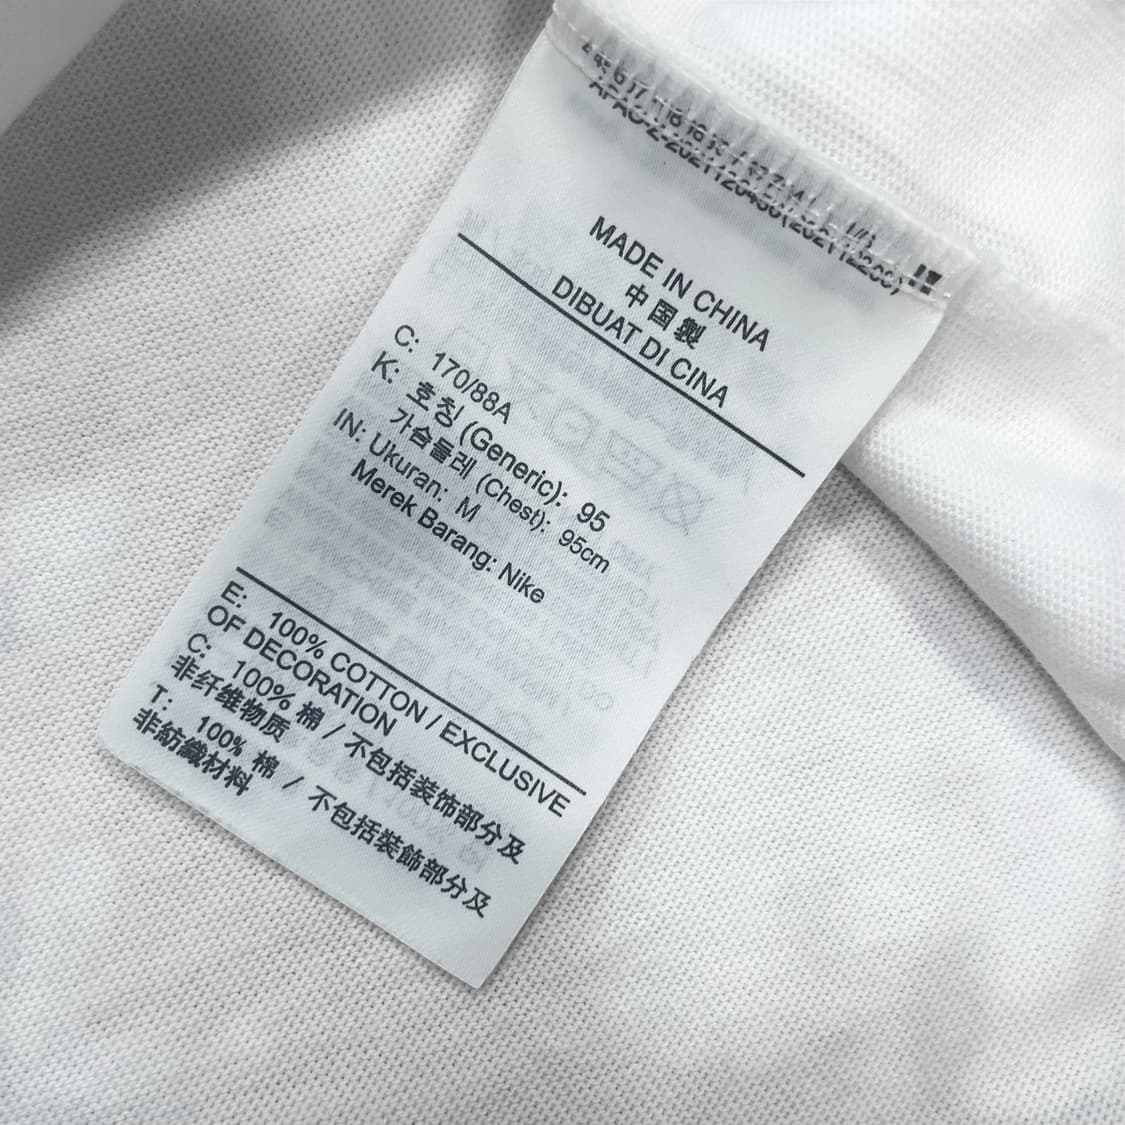 MADE IN CHINA
中国製
DIBUAT DI CINA
C: 170/88A
K: 호칭 (Generic): 95
가슴둘레 (Chest): 95cm
IN: Ukuran: M
Merek Barang: Nike
E: 100% COTTON / EXCLUSIVE
OF DECORATION
C: 100% 棉 / 不包括装饰部分及
非纤维物质
T: 100% 棉 / 不包括裝飾部分及
非紡織材料